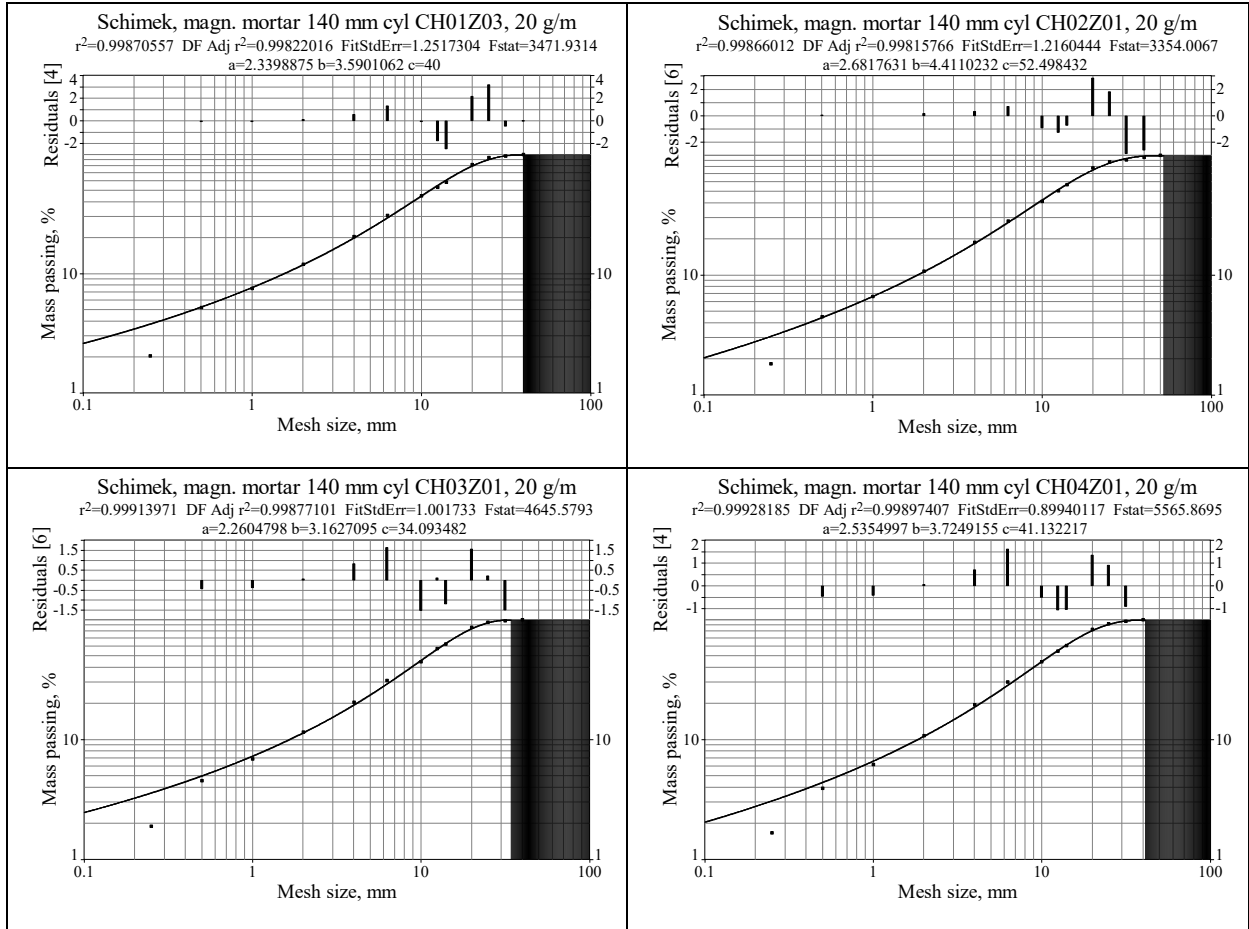 Schimek, magn. mortar 140 mm cyl CH01Z03, 20 g/m
r²=0.99870557 DF Adj r²=0.99822016 FitStdErr=1.2517304 Fstat=3471.9314
a=2.3398875 b=3.5901062 c=40
Residuals [4]
4
2
0
-2
4
2
0
-2
Mass passing, %
10
1
10
1
0.1 1 10 100
Mesh size, mm
Schimek, magn. mortar 140 mm cyl CH02Z01, 20 g/m
r²=0.99866012 DF Adj r²=0.99815766 FitStdErr=1.2160444 Fstat=3354.0067
a=2.6817631 b=4.4110232 c=52.498432
Residuals [6]
2
0
-2
2
0
-2
Mass passing, %
10
1
10
1
0.1 1 10 100
Mesh size, mm
Schimek, magn. mortar 140 mm cyl CH03Z01, 20 g/m
r²=0.99913971 DF Adj r²=0.99877101 FitStdErr=1.001733 Fstat=4645.5793
a=2.2604798 b=3.1627095 c=34.093482
Residuals [6]
1.5
0.5
-0.5
-1.5
1.5
0.5
-0.5
-1.5
Mass passing, %
10
1
10
1
0.1 1 10 100
Mesh size, mm
Schimek, magn. mortar 140 mm cyl CH04Z01, 20 g/m
r²=0.99928185 DF Adj r²=0.99897407 FitStdErr=0.89940117 Fstat=5565.8695
a=2.5354997 b=3.7249155 c=41.132217
Residuals [4]
2
1
0
-1
2
1
0
-1
Mass passing, %
10
1
10
1
0.1 1 10 100
Mesh size, mm